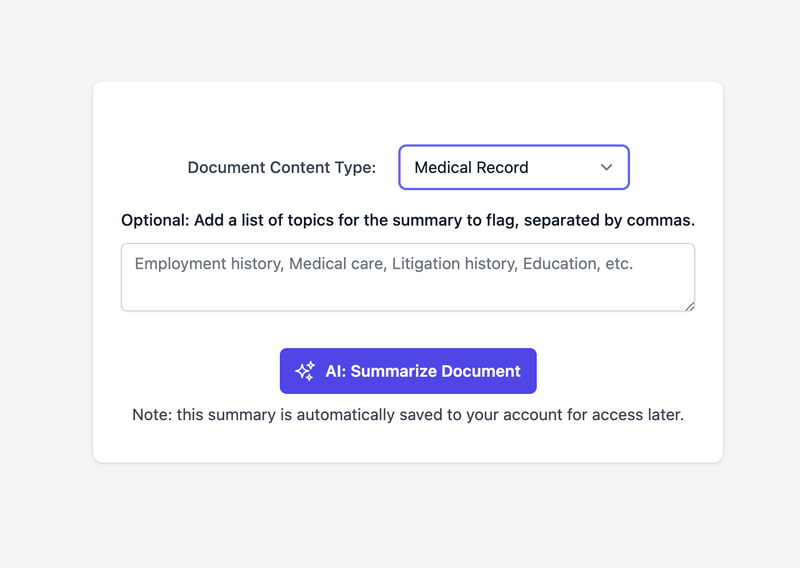 Document Content Type: Medical Record
Optional: Add a list of topics for the summary to flag, separated by commas.
Employment history, Medical care, Litigation history, Education, etc.
AI: Summarize Document
Note: this summary is automatically saved to your account for access later.